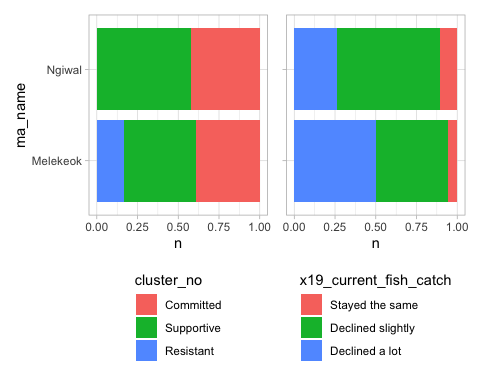 ma_name
Ngiwal
Melekeok
0.00 0.25 0.50 0.75 1.00
0.00 0.25 0.50 0.75 1.00
n
n
cluster_no
Committed
Supportive
Resistant
x19_current_fish_catch
Stayed the same
Declined slightly
Declined a lot